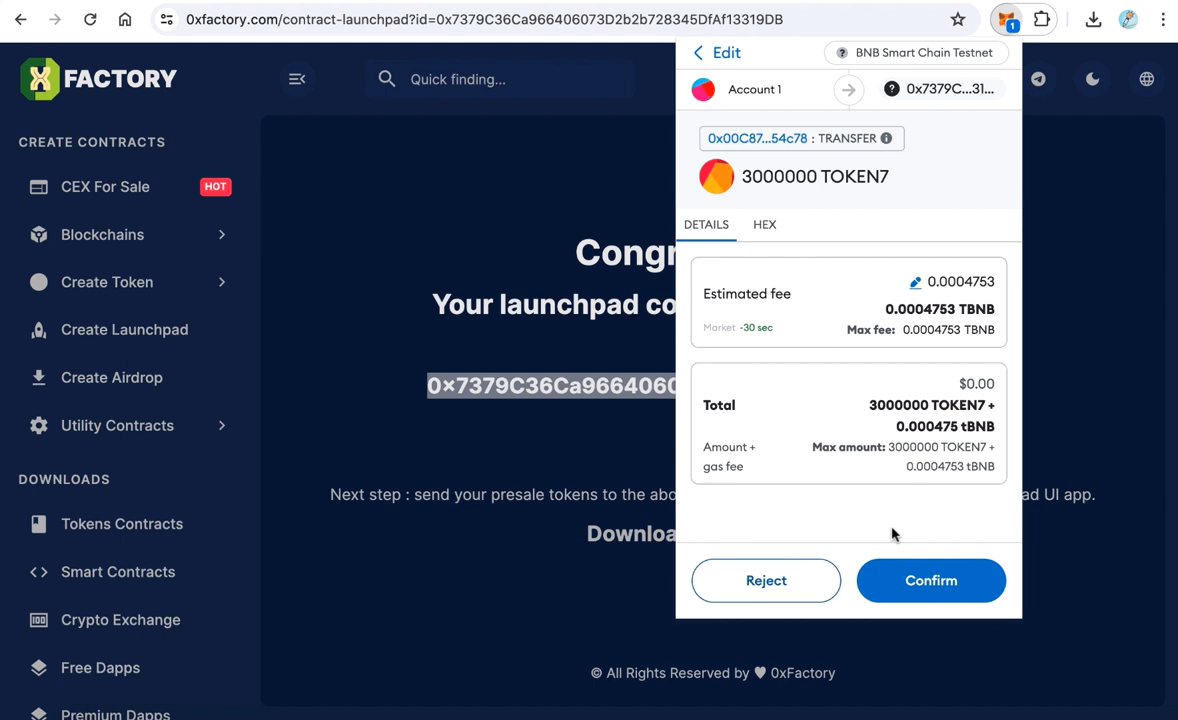 0xfactory.com/contract-launchpad?id=0x7379C36Ca966406073D2b2b728345DfAf13319DB
1
FACTORY
Quick finding...
CREATE CONTRACTS
CEX For Sale
HOT
Blockchains
Create Token
Create Launchpad
Create Airdrop
Utility Contracts
DOWNLOADS
Tokens Contracts
Smart Contracts
Crypto Exchange
Free Dapps
Premium Dapps
Your launchpad co
0x7379C36Ca966406
Next step : send your presale tokens to the abo
ad UI app.
© All Rights Reserved by ♥ 0xFactory
Edit
? BNB Smart Chain Testnet
Account 1
? 0x7379C...31...
0x00C87...54c78 : TRANSFER
3000000 TOKEN7
DETAILS
HEX
Estimated fee
0.0004753
0.0004753 TBNB
Market ~30 sec
Max fee: 0.0004753 TBNB
$0.00
Total
3000000 TOKEN7 +
0.000475 tBNB
Amount +
gas fee
Max amount: 3000000 TOKEN7 +
0.0004753 tBNB
Reject
Confirm